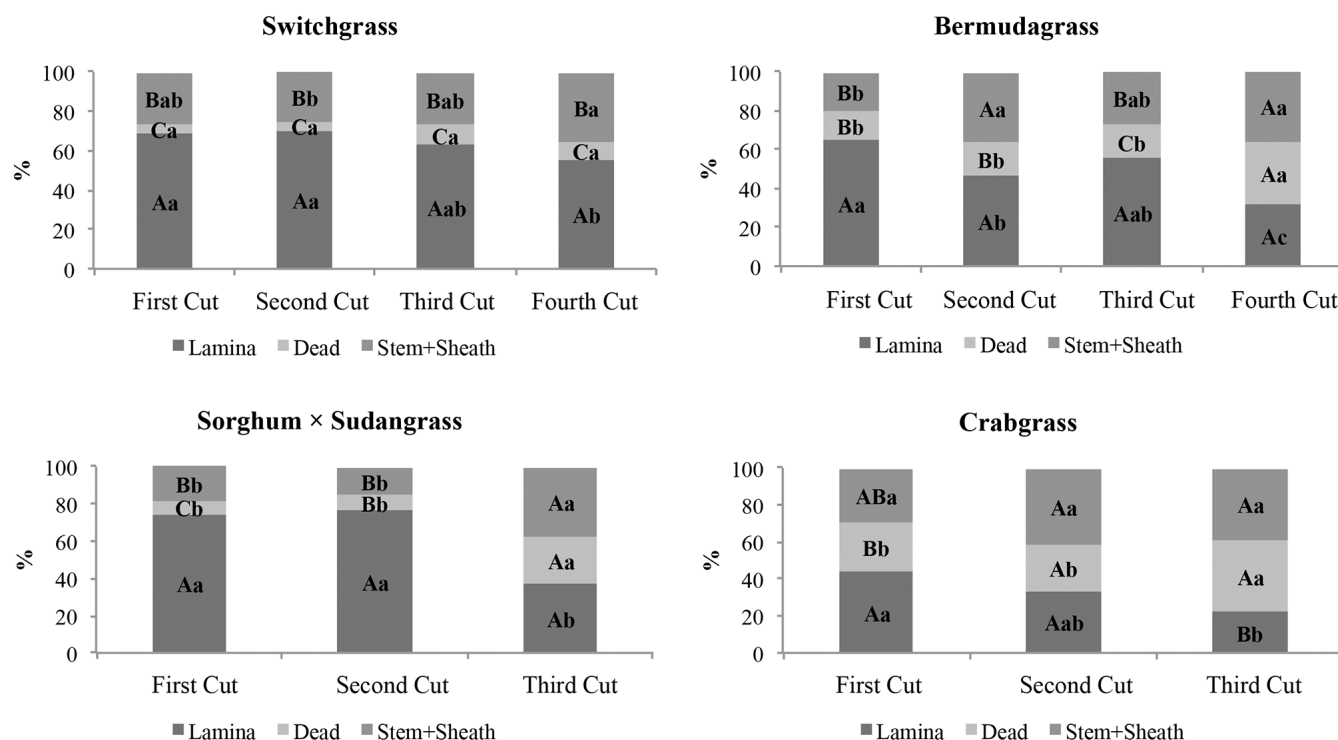 Switchgrass
100
80
60
40
20
0
%
Bab
Ca
Aa
Bb
Ca
Aa
Bab
Ca
Aab
Ba
Ca
Ab
First Cut Second Cut Third Cut Fourth Cut
Lamina Dead Stem+Sheath
Bermudagrass
100
80
60
40
20
0
%
Bb
Bb
Aa
Aa
Bb
Ab
Bab
Cb
Aab
Aa
Aa
Ac
First Cut Second Cut Third Cut Fourth Cut
Lamina Dead Stem+Sheath
Sorghum × Sudangrass
100
80
60
40
20
0
%
Bb
Cb
Aa
Bb
Bb
Aa
Aa
Aa
Ab
First Cut Second Cut Third Cut
Lamina Dead Stem+Sheath
Crabgrass
100
80
60
40
20
0
%
ABa
Bb
Aa
Aa
Ab
Aab
Aa
Aa
Bb
First Cut Second Cut Third Cut
Lamina Dead Stem+Sheath